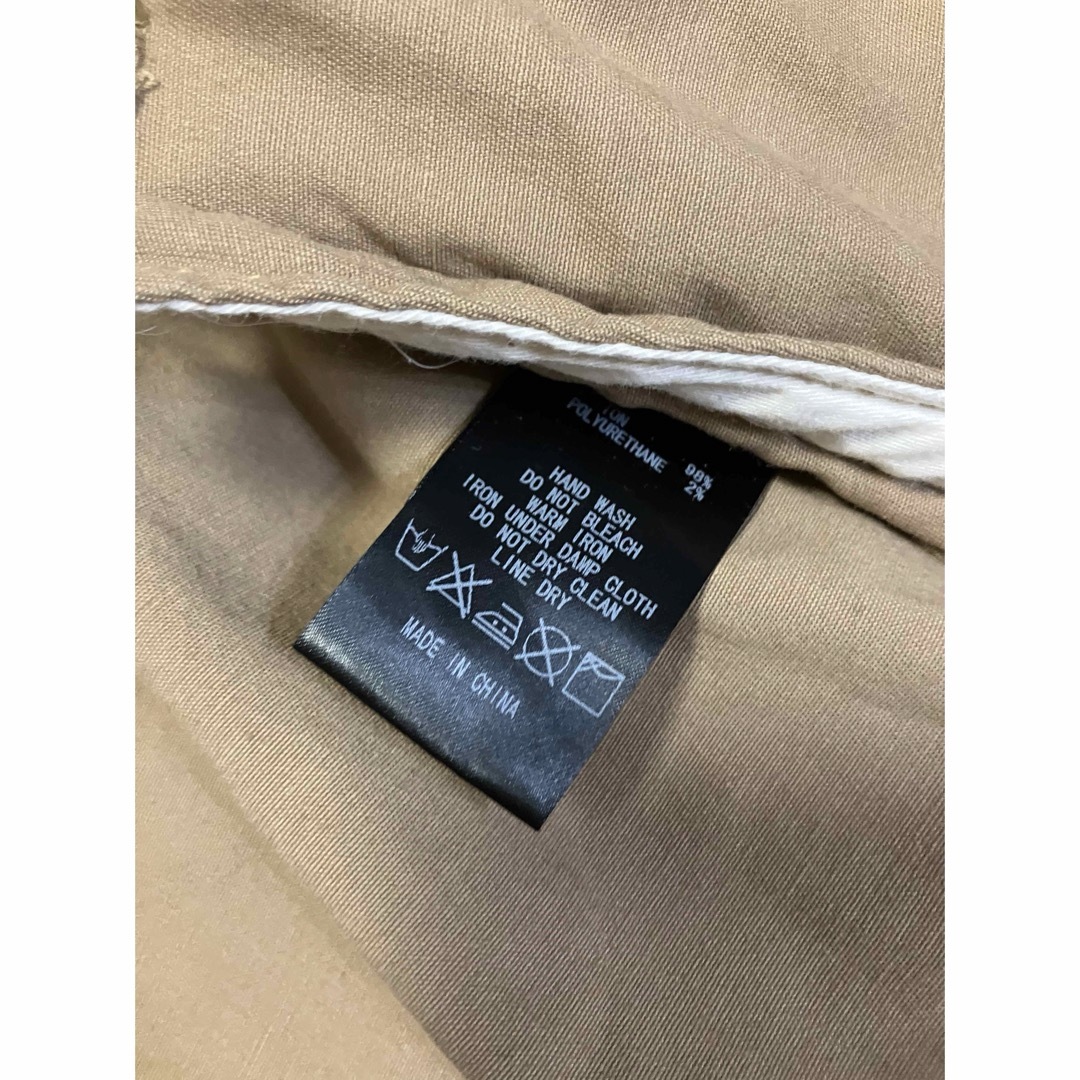 POLYURETHANE
98%
2%
HAND WASH
DO NOT BLEACH
WARM IRON
IRON UNDER DAMP CLOTH
DO NOT DRY CLEAN
LINE DRY
MADE IN CHINA